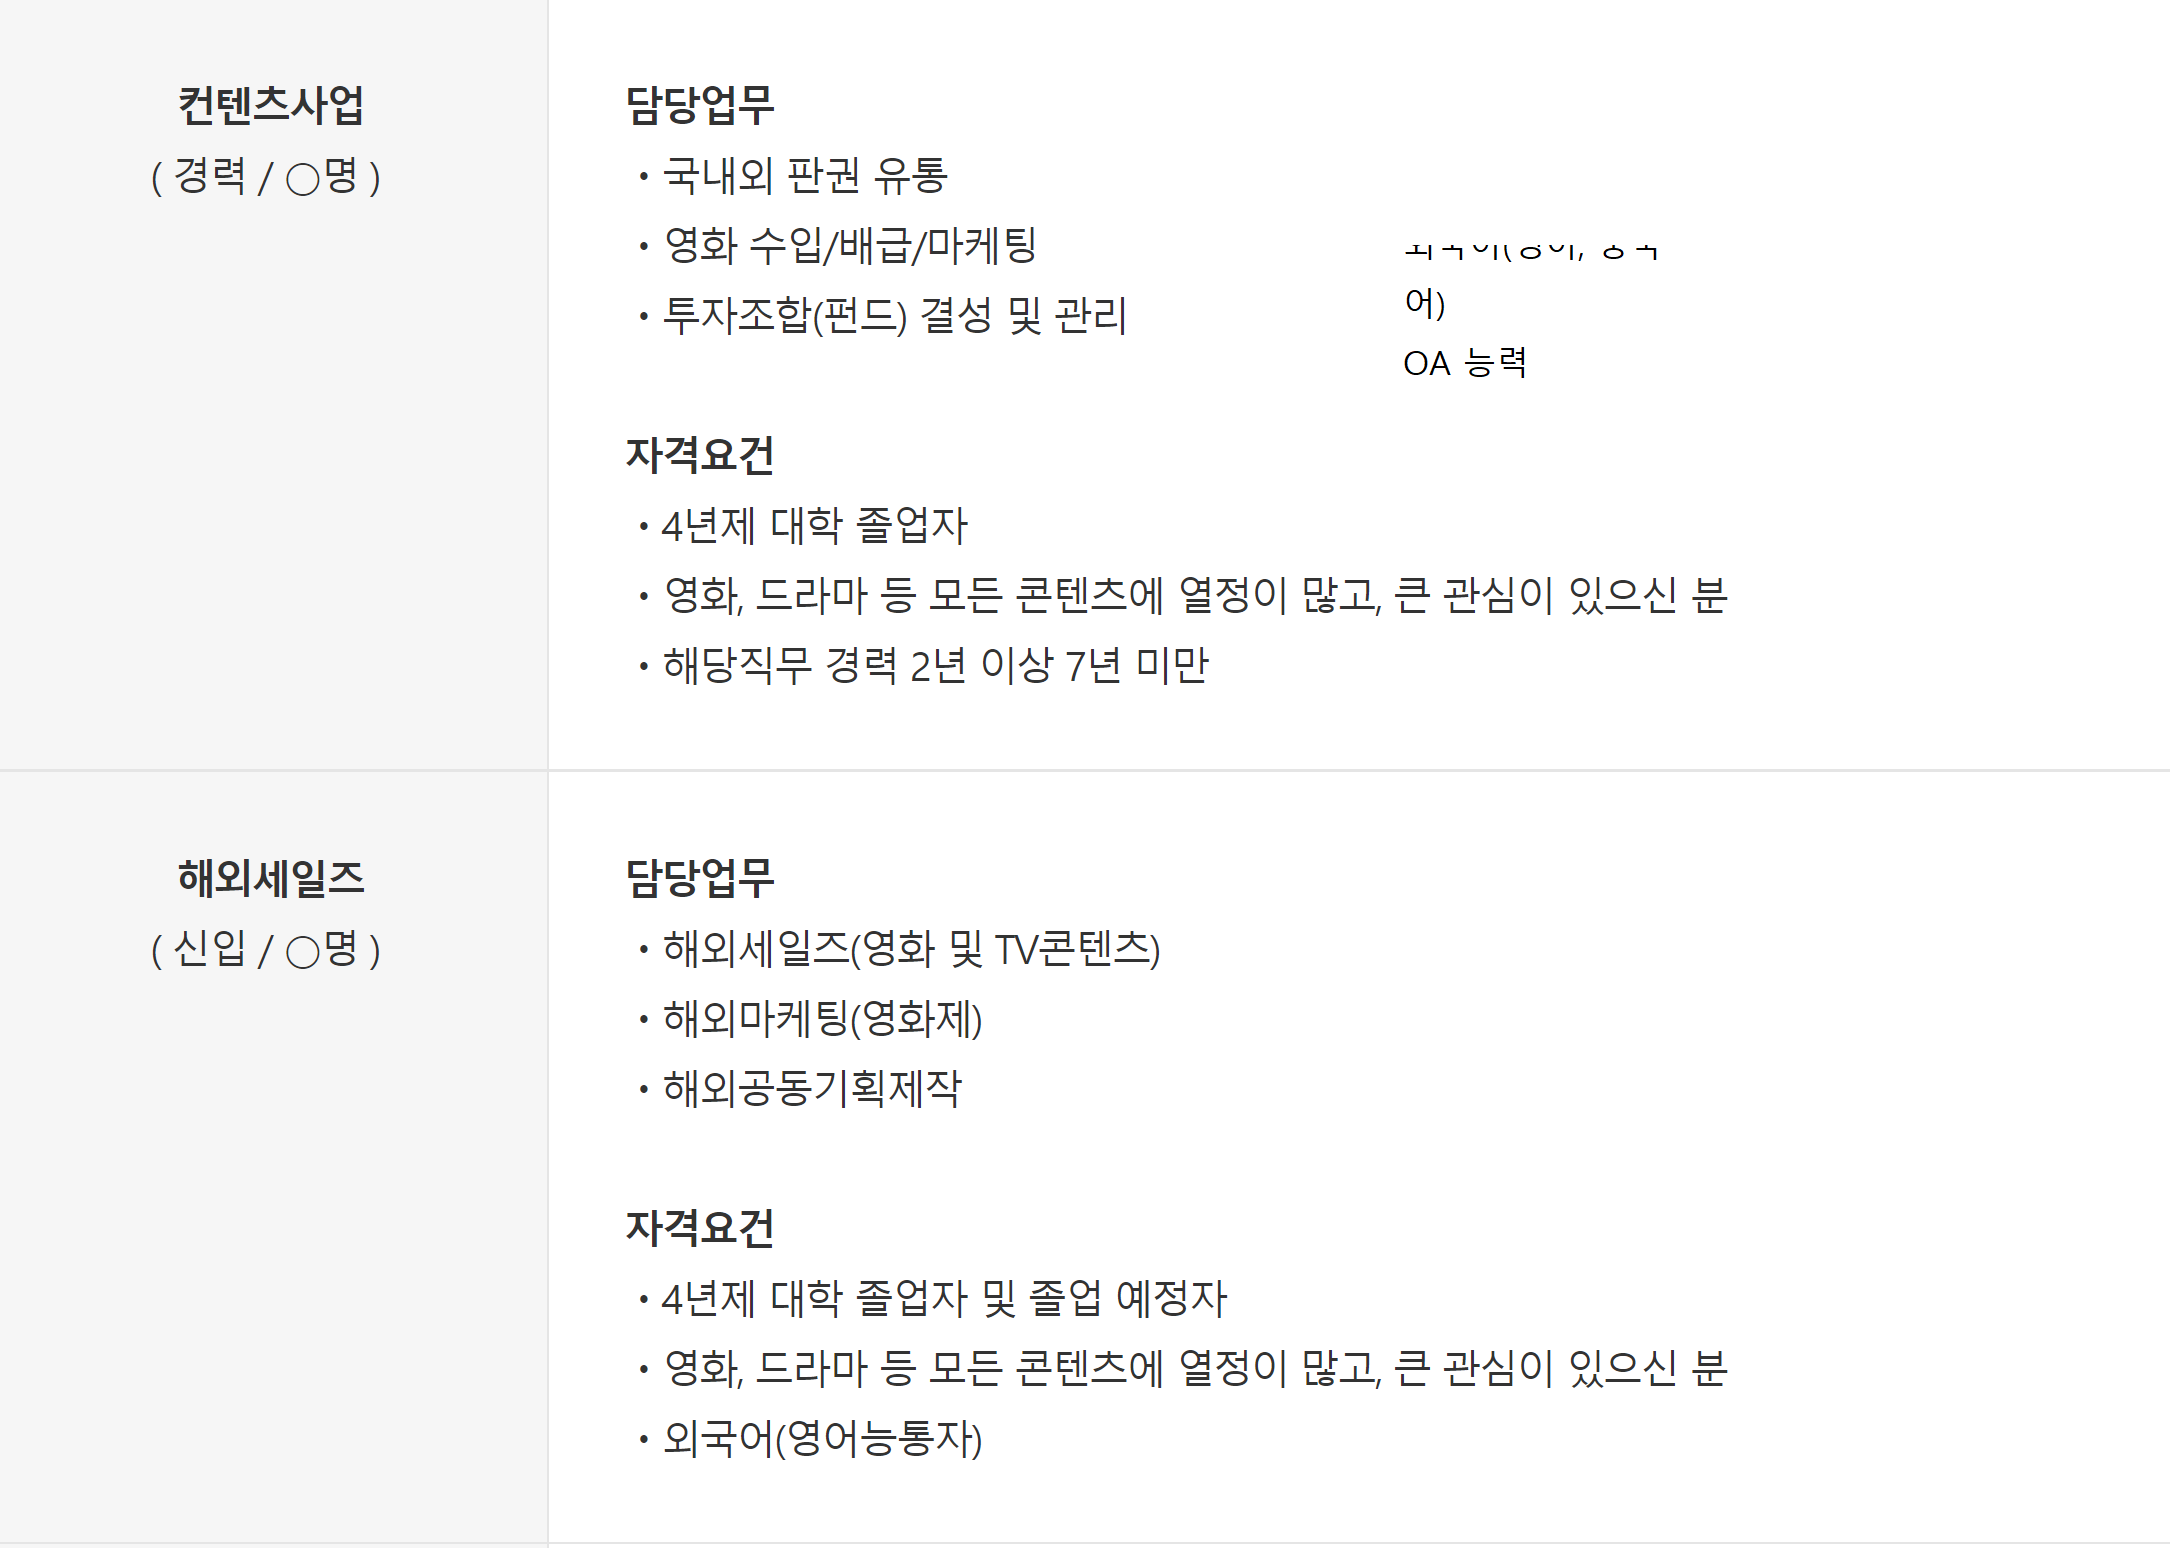 컨텐츠사업
( 경력 / ○명 )
담당업무
• 국내외 판권 유통
• 영화 수입/배급/마케팅
• 투자조합(펀드) 결성 및 관리
어)
OA 능력
자격요건
• 4년제 대학 졸업자
• 영화, 드라마 등 모든 콘텐츠에 열정이 많고, 큰 관심이 있으신 분
• 해당직무 경력 2년 이상 7년 미만
해외세일즈
( 신입 / ○명 )
담당업무
• 해외세일즈(영화 및 TV콘텐츠)
• 해외마케팅(영화제)
• 해외공동기획제작
자격요건
• 4년제 대학 졸업자 및 졸업 예정자
• 영화, 드라마 등 모든 콘텐츠에 열정이 많고, 큰 관심이 있으신 분
• 외국어(영어능통자)